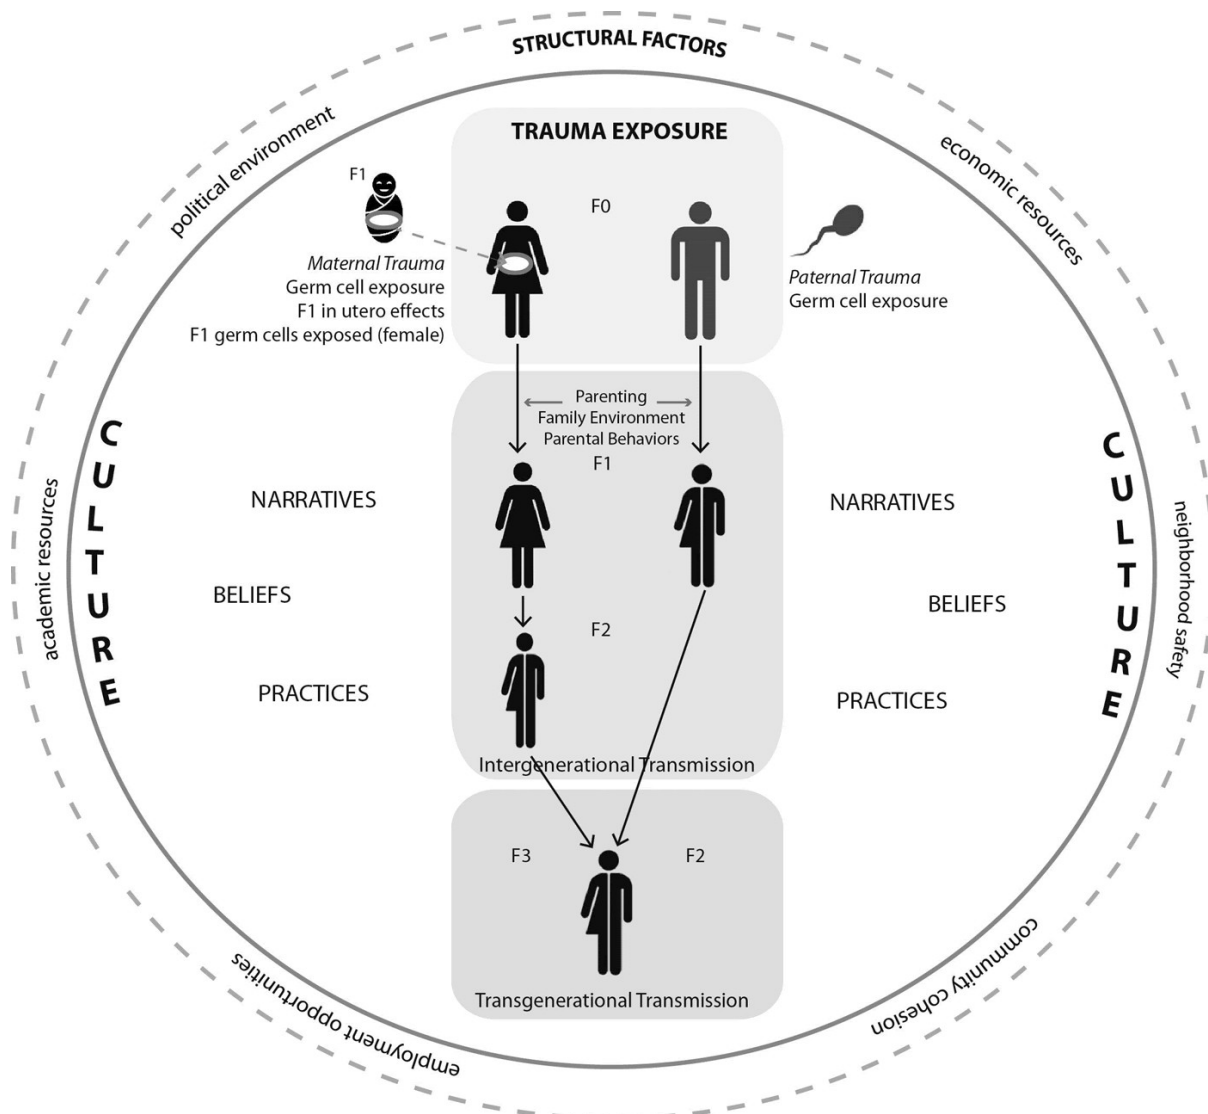 STRUCTURAL FACTORS
political environment
economic resources
TRAUMA EXPOSURE
F1
F0
Maternal Trauma
Germ cell exposure
F1 in utero effects
F1 germ cells exposed (female)
Paternal Trauma
Germ cell exposure
Parenting
Family Environment
Parental Behaviors
F1
CULTURE
CULTURE
academic resources
neighborhood safety
NARRATIVES
BELIEFS
PRACTICES
NARRATIVES
BELIEFS
PRACTICES
F2
Intergenerational Transmission
F3
F2
Transgenerational Transmission
employment opportunities
community cohesion